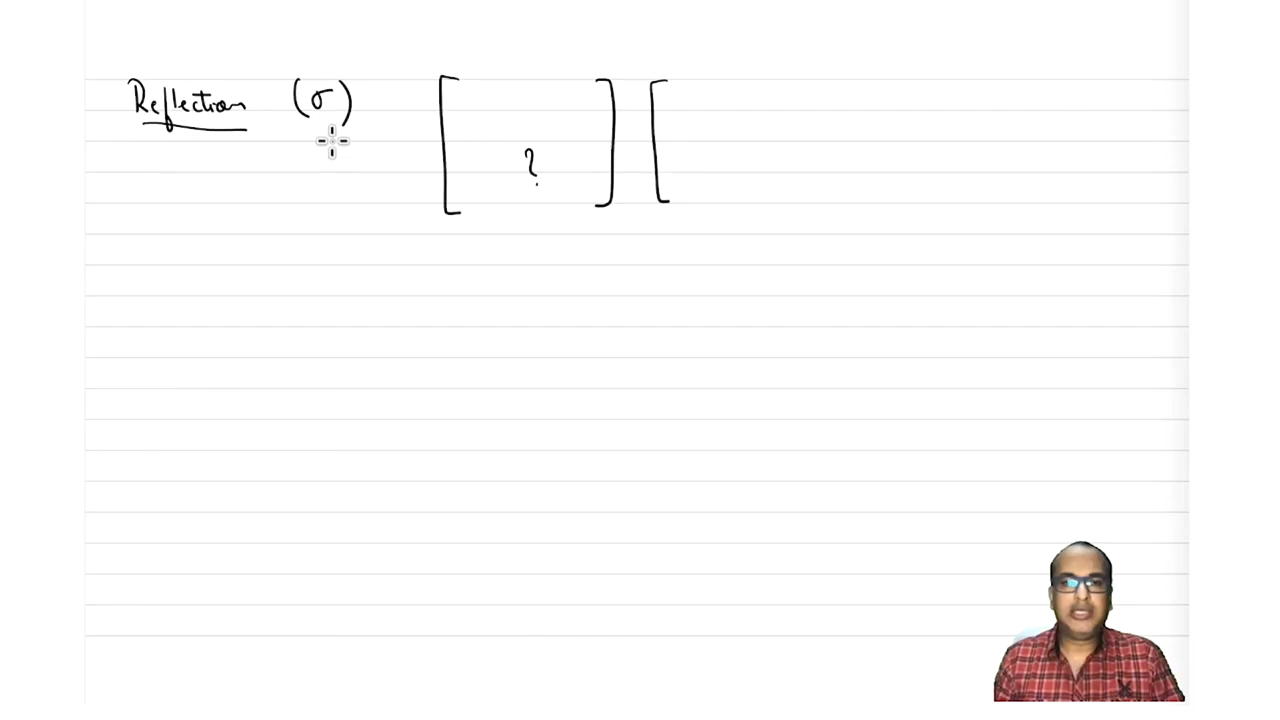 Reflection (σ) [ ? ] [